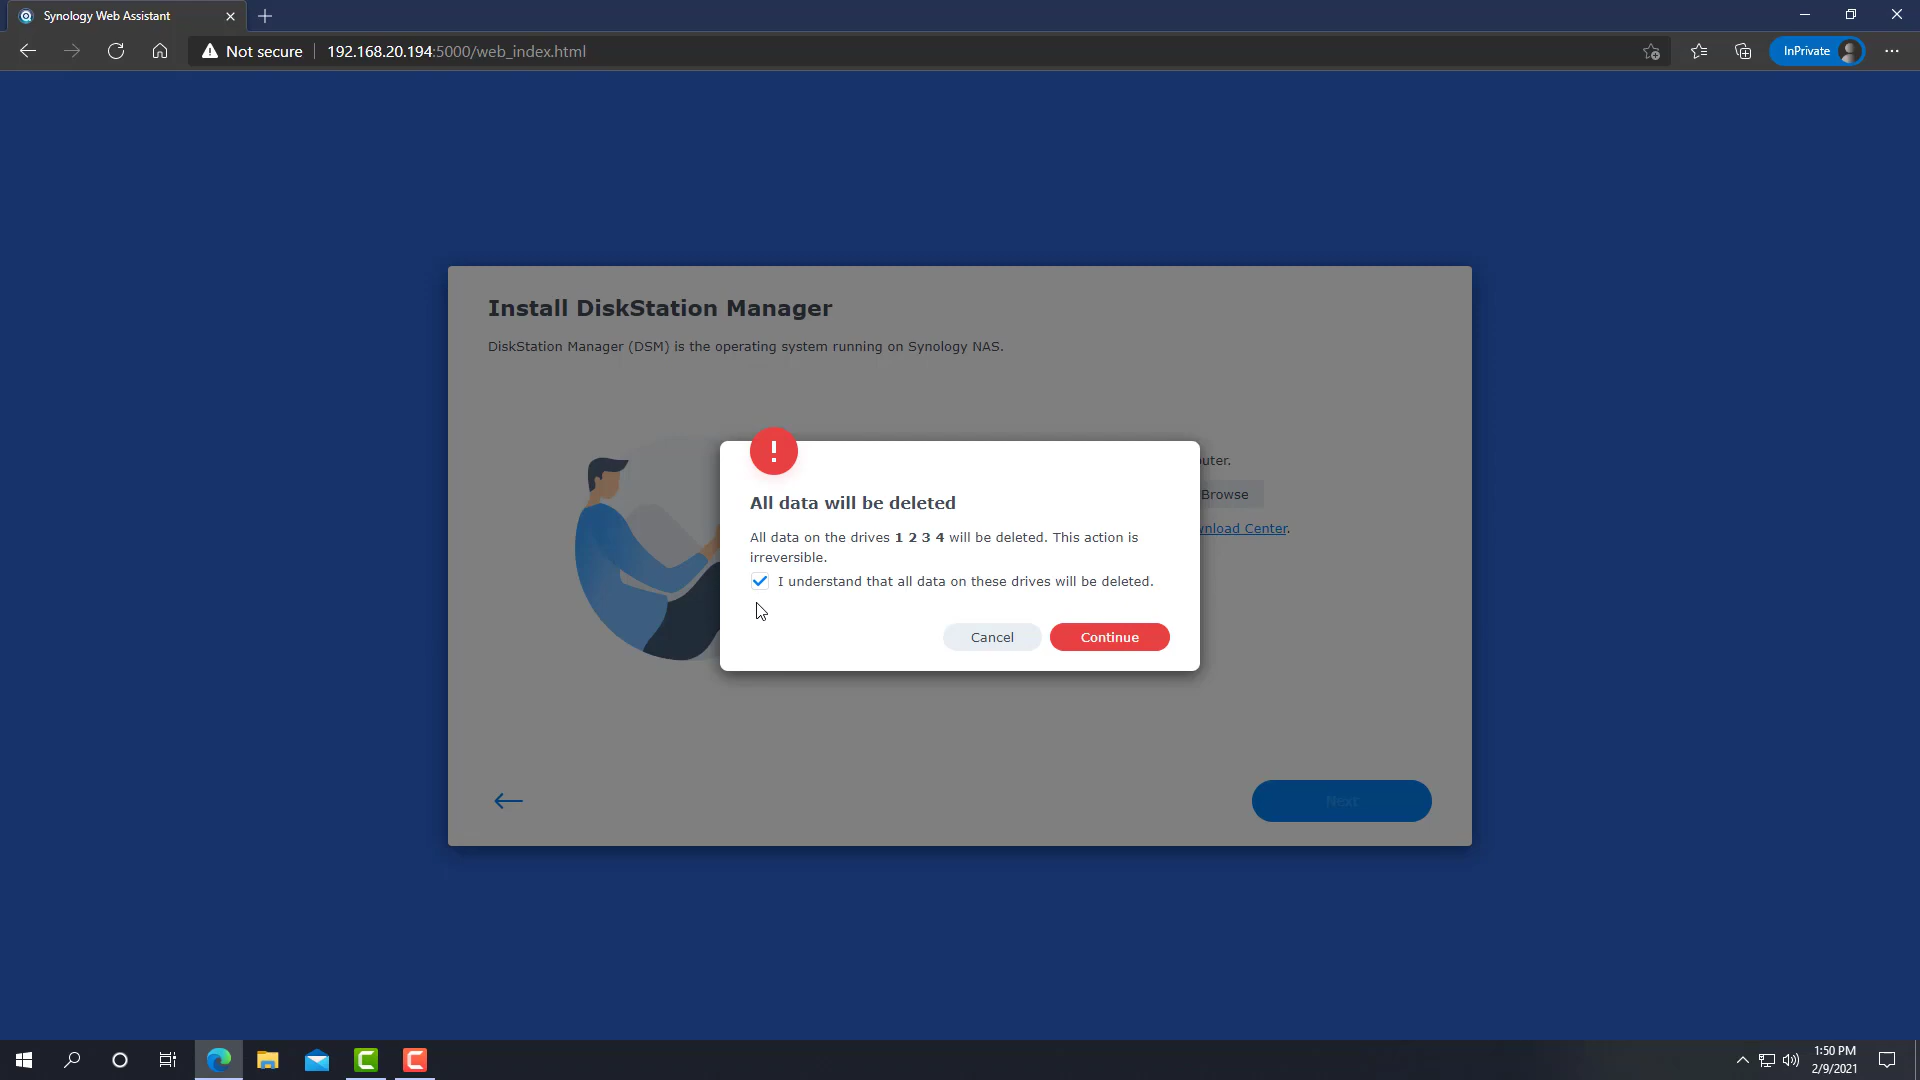 Synology Web Assistant
Not secure
192.168.20.194:5000/web_index.html
InPrivate
Install DiskStation Manager
DiskStation Manager (DSM) is the operating system running on Synology NAS.
uter.
Browse
wnload Center.
!
All data will be deleted
All data on the drives 1 2 3 4 will be deleted. This action is
irreversible.
I understand that all data on these drives will be deleted.
Cancel
Continue
Next
1:50 PM
2/9/2021